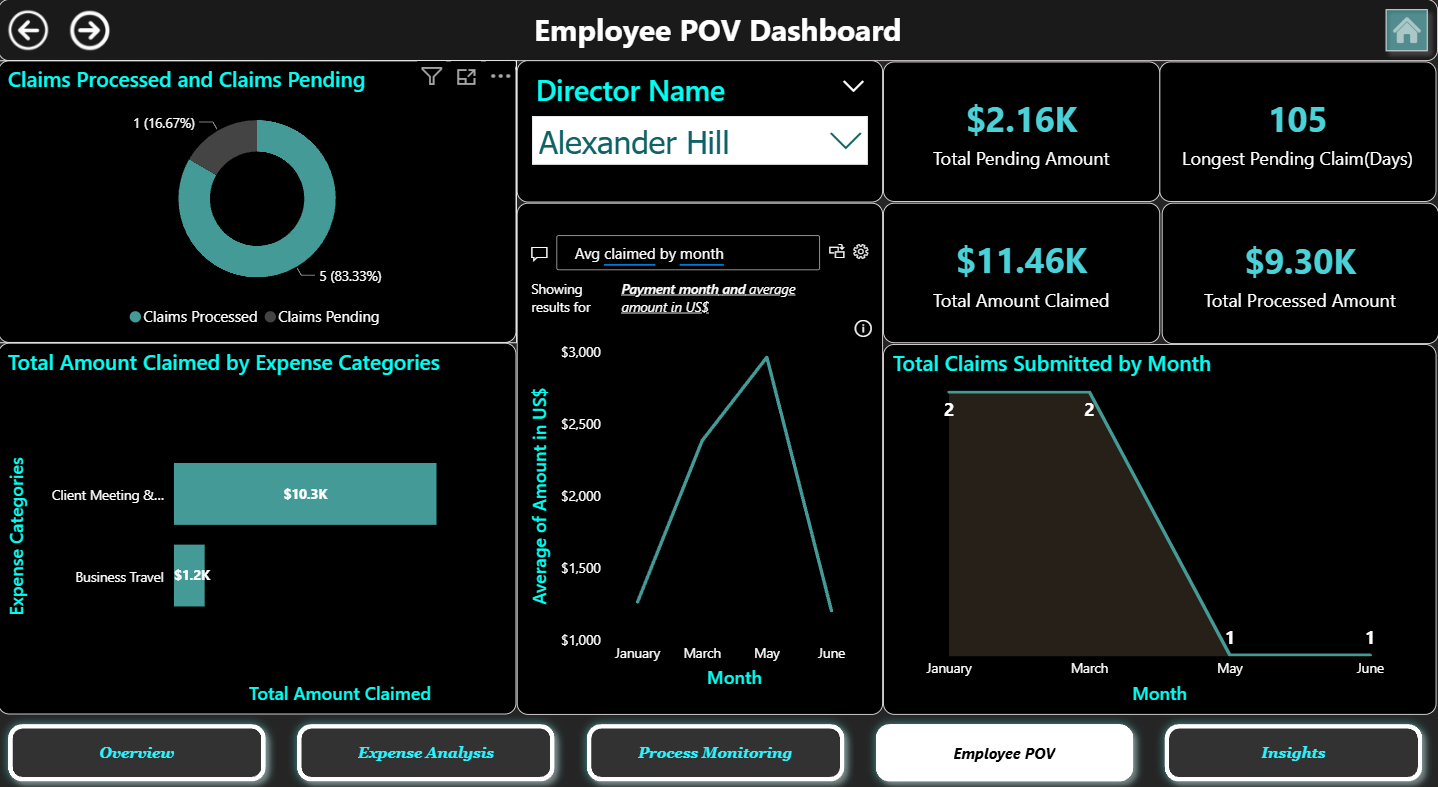 Employee POV Dashboard
Claims Processed and Claims Pending
1 (16.67%)
5 (83.33%)
Claims Processed
Claims Pending
Director Name
Alexander Hill
$2.16K
Total Pending Amount
105
Longest Pending Claim(Days)
$11.46K
Total Amount Claimed
$9.30K
Total Processed Amount
Total Amount Claimed by Expense Categories
Expense Categories
Client Meeting &...
$10.3K
Business Travel
$1.2K
Total Amount Claimed
Avg claimed by month
Showing
results for
Payment month and average
amount in US$
Average of Amount in US$
$3,000
$2,500
$2,000
$1,500
$1,000
January
March
May
June
Month
Total Claims Submitted by Month
2
2
1
1
January
March
May
June
Month
Overview
Expense Analysis
Process Monitoring
Employee POV
Insights